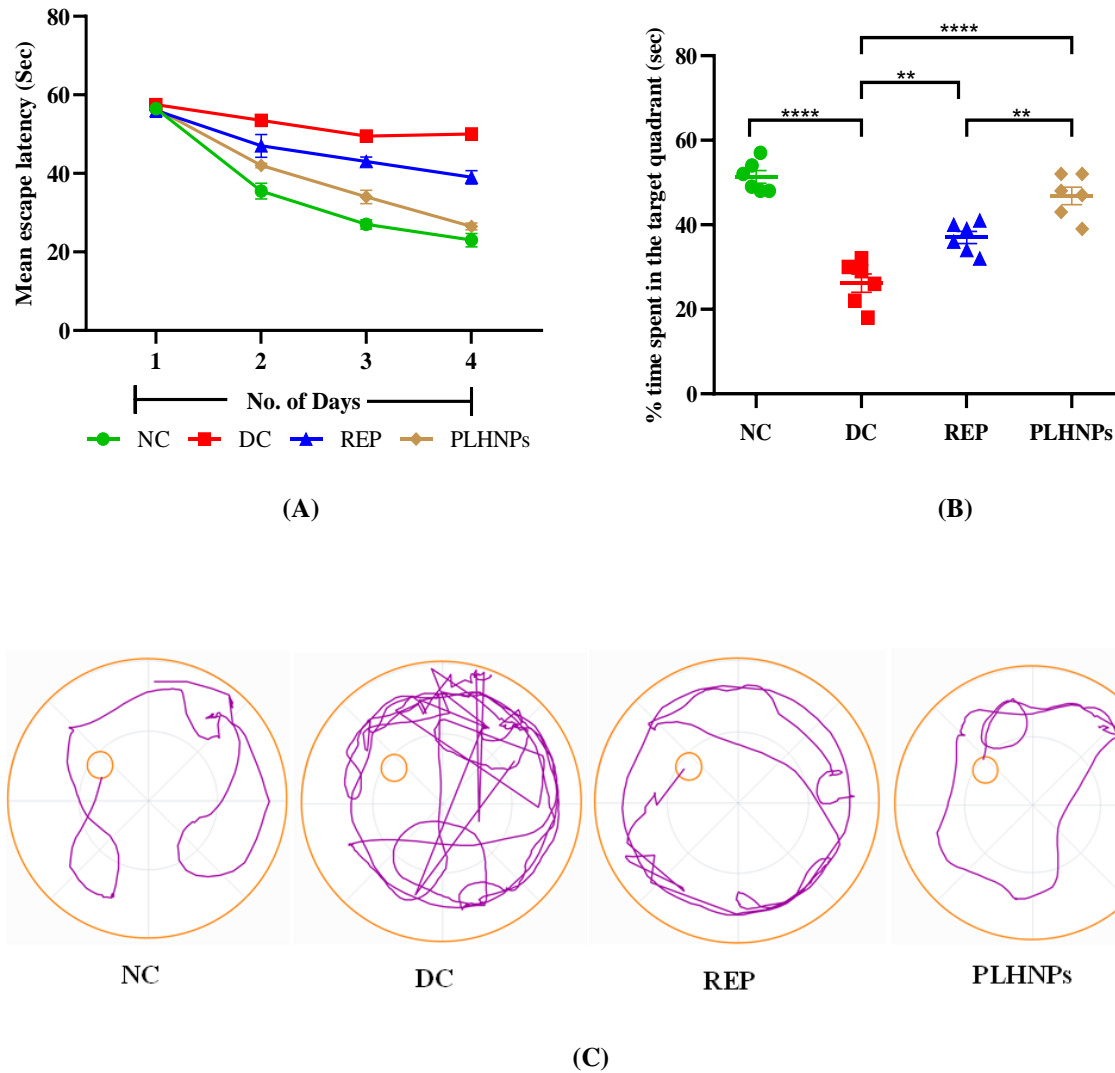 Mean escape latency (Sec)
80
60
40
20
0
1 2 3 4
No. of Days
NC DC REP PLHNPs
(A)
% time spent in the target quadrant (sec)
80
60
40
20
0
****
**
**** **
NC DC REP PLHNPs
(B)
NC DC REP PLHNPs
(C)